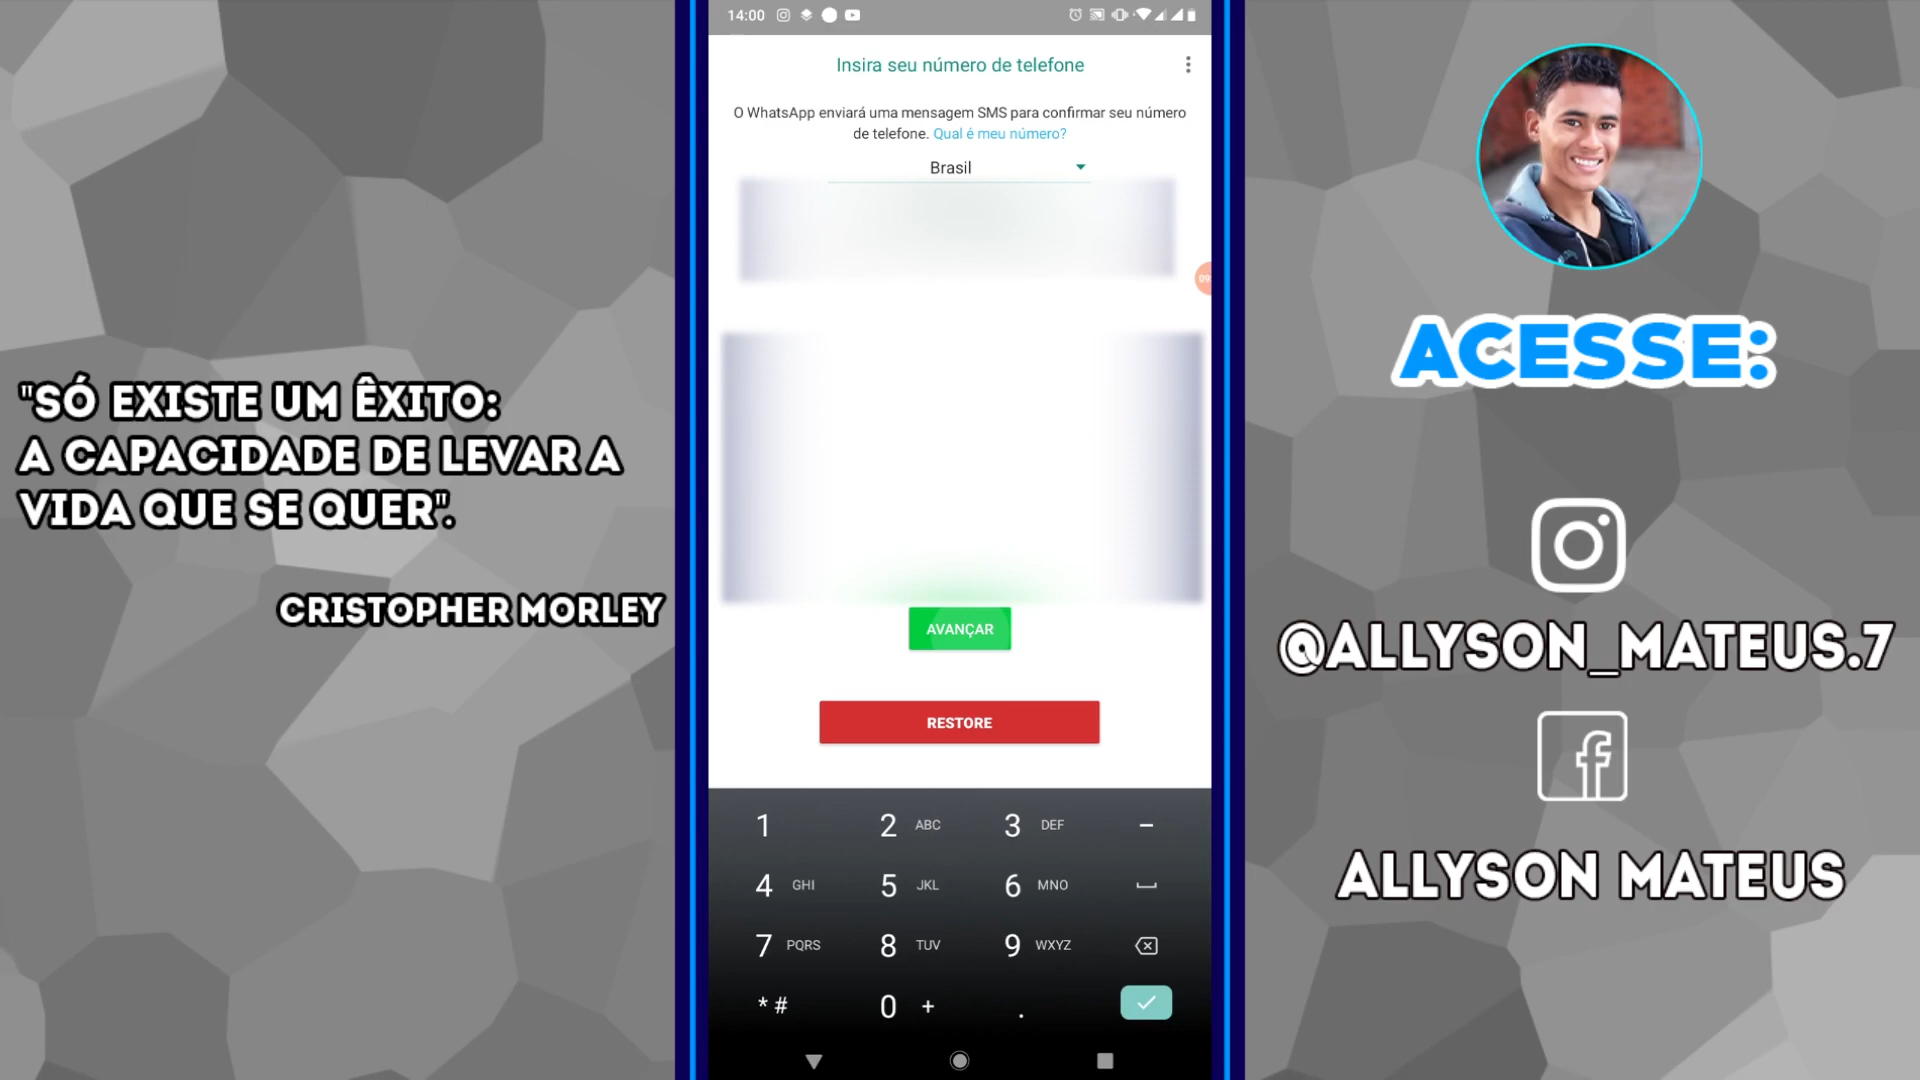 "SÓ EXISTE UM ÊXITO:
A CAPACIDADE DE LEVAR A
VIDA QUE SE QUER".
CRISTOPHER MORLEY
14:00
Insira seu número de telefone
O WhatsApp enviará uma mensagem SMS para confirmar seu número
de telefone. Qual é meu número?
Brasil
AVANÇAR
RESTORE
1 2 ABC 3 DEF -
4 GHI 5 JKL 6 MNO
7 PQRS 8 TUV 9 WXYZ
* # 0 + .
ACESSE:
@ALLYSON_MATEUS.7
ALLYSON MATEUS